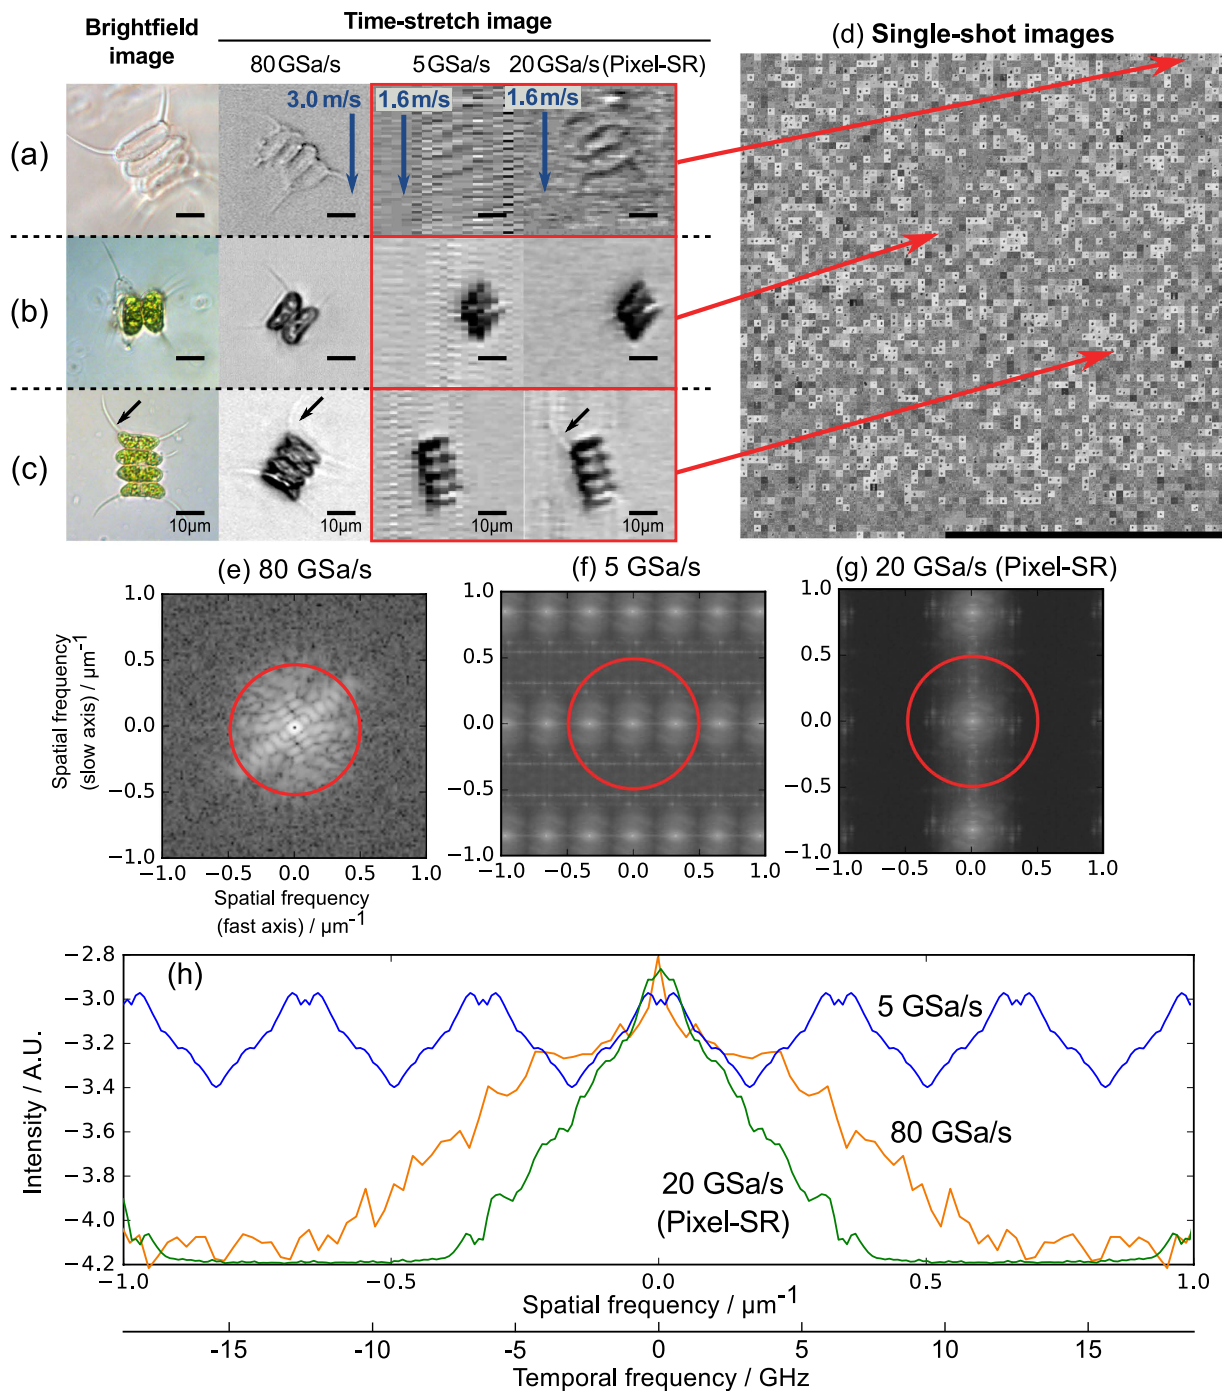 Brightfield image
Time-stretch image
80 GSa/s
5 GSa/s
20 GSa/s (Pixel-SR)
(d) Single-shot images
3.0 m/s
1.6 m/s
1.6 m/s
(a)
(b)
(c)
10µm
10µm
10µm
10µm
(e) 80 GSa/s
(f) 5 GSa/s
(g) 20 GSa/s (Pixel-SR)
Spatial frequency (slow axis) / µm-1
1.0
0.5
0.0
−0.5
−1.0
−1.0 −0.5 0.0 0.5 1.0
Spatial frequency
(fast axis) / µm-1
1.0
0.5
0.0
−0.5
−1.0
−1.0 −0.5 0.0 0.5 1.0
1.0
0.5
0.0
−0.5
−1.0
−1.0 −0.5 0.0 0.5 1.0
(h)
Intensity / A.U.
−2.8
−3.0
−3.2
−3.4
−3.6
−3.8
−4.0
−4.2
5 GSa/s
80 GSa/s
20 GSa/s
(Pixel-SR)
−1.0 −0.5 0.0 0.5 1.0
Spatial frequency / µm-1
-15 -10 -5 0 5 10 15
Temporal frequency / GHz